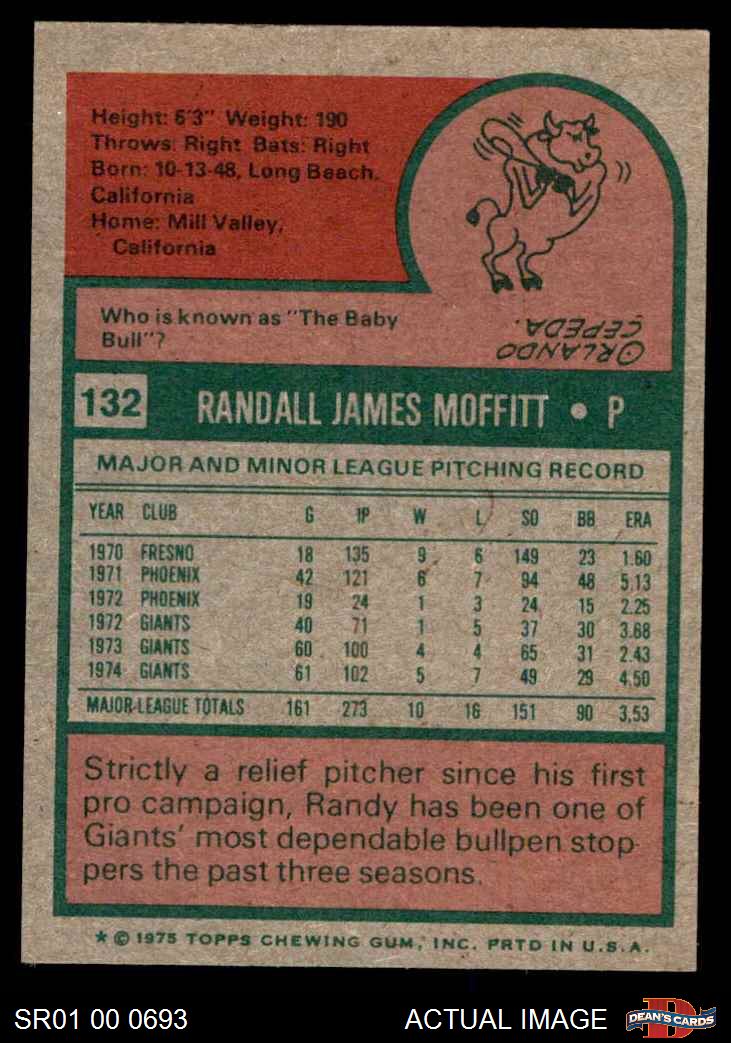 Height: 6'3" Weight: 190
Throws: Right Bats: Right
Born: 10-13-48, Long Beach,
California
Home: Mill Valley,
California
Who is known as "The Baby
Bull"?
ORLANDO
CEPEDA.
132 RANDALL JAMES MOFFITT • P
MAJOR AND MINOR LEAGUE PITCHING RECORD
YEAR CLUB G IP W L SO BB ERA
1970 FRESNO 18 135 9 6 149 23 1.60
1971 PHOENIX 42 121 6 7 94 48 5.13
1972 PHOENIX 19 24 1 3 24 15 2.25
1972 GIANTS 40 71 1 5 37 30 3.68
1973 GIANTS 60 100 4 4 65 31 2.43
1974 GIANTS 61 102 5 7 49 29 4.50
MAJOR-LEAGUE TOTALS 161 273 10 16 151 90 3.53
Strictly a relief pitcher since his first
pro campaign, Randy has been one of
Giants' most dependable bullpen stop-
pers the past three seasons.
* © 1975 TOPPS CHEWING GUM, INC. PRTD IN U.S.A.
SR01 00 0693 ACTUAL IMAGE D DEAN'S CARDS